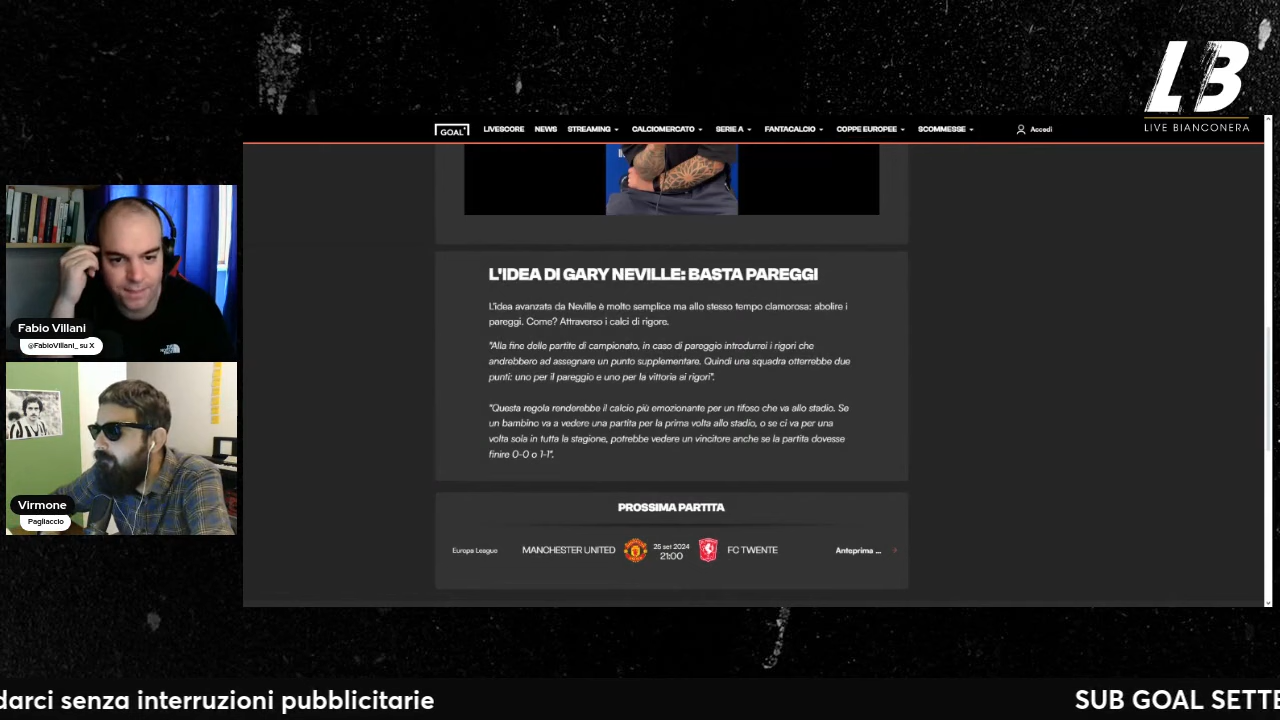 LB
LIVE BIANCONERA
GOAL
LIVESCORE NEWS STREAMING CALCIOMERCATO SERIE A FANTACALCIO COPPE EUROPEE SCOMMESSE Accedi
L'IDEA DI GARY NEVILLE: BASTA PAREGGI
L'idea avanzata da Neville è molto semplice ma allo stesso tempo clamorosa: abolire i
pareggi. Come? Attraverso i calci di rigore.
"Alla fine delle partite di campionato, in caso di pareggio introdurrei i rigori che
andrebbero ad assegnare un punto supplementare. Quindi una squadra otterrebbe due
punti: uno per il pareggio e uno per la vittoria ai rigori".
"Questa regola renderebbe il calcio più emozionante per un tifoso che va allo stadio. Se
un bambino va a vedere una partita per la prima volta allo stadio, o se ci va per una
volta sola in tutta la stagione, potrebbe vedere un vincitore anche se la partita dovesse
finire 0-0 o 1-1".
PROSSIMA PARTITA
Europa League MANCHESTER UNITED 25 set 2024 FC TWENTE Anteprima ...
21:00
Fabio Villani
@FabioVillani_ su X
Virmone
Pagliaccio
darci senza interruzioni pubblicitarie
SUB GOAL SETTE